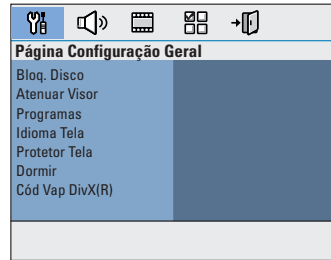 Página Configuração Geral
Bloq. Disco
Atenuar Visor
Programas
Idioma Tela
Protetor Tela
Dormir
Cód Vap DivX(R)